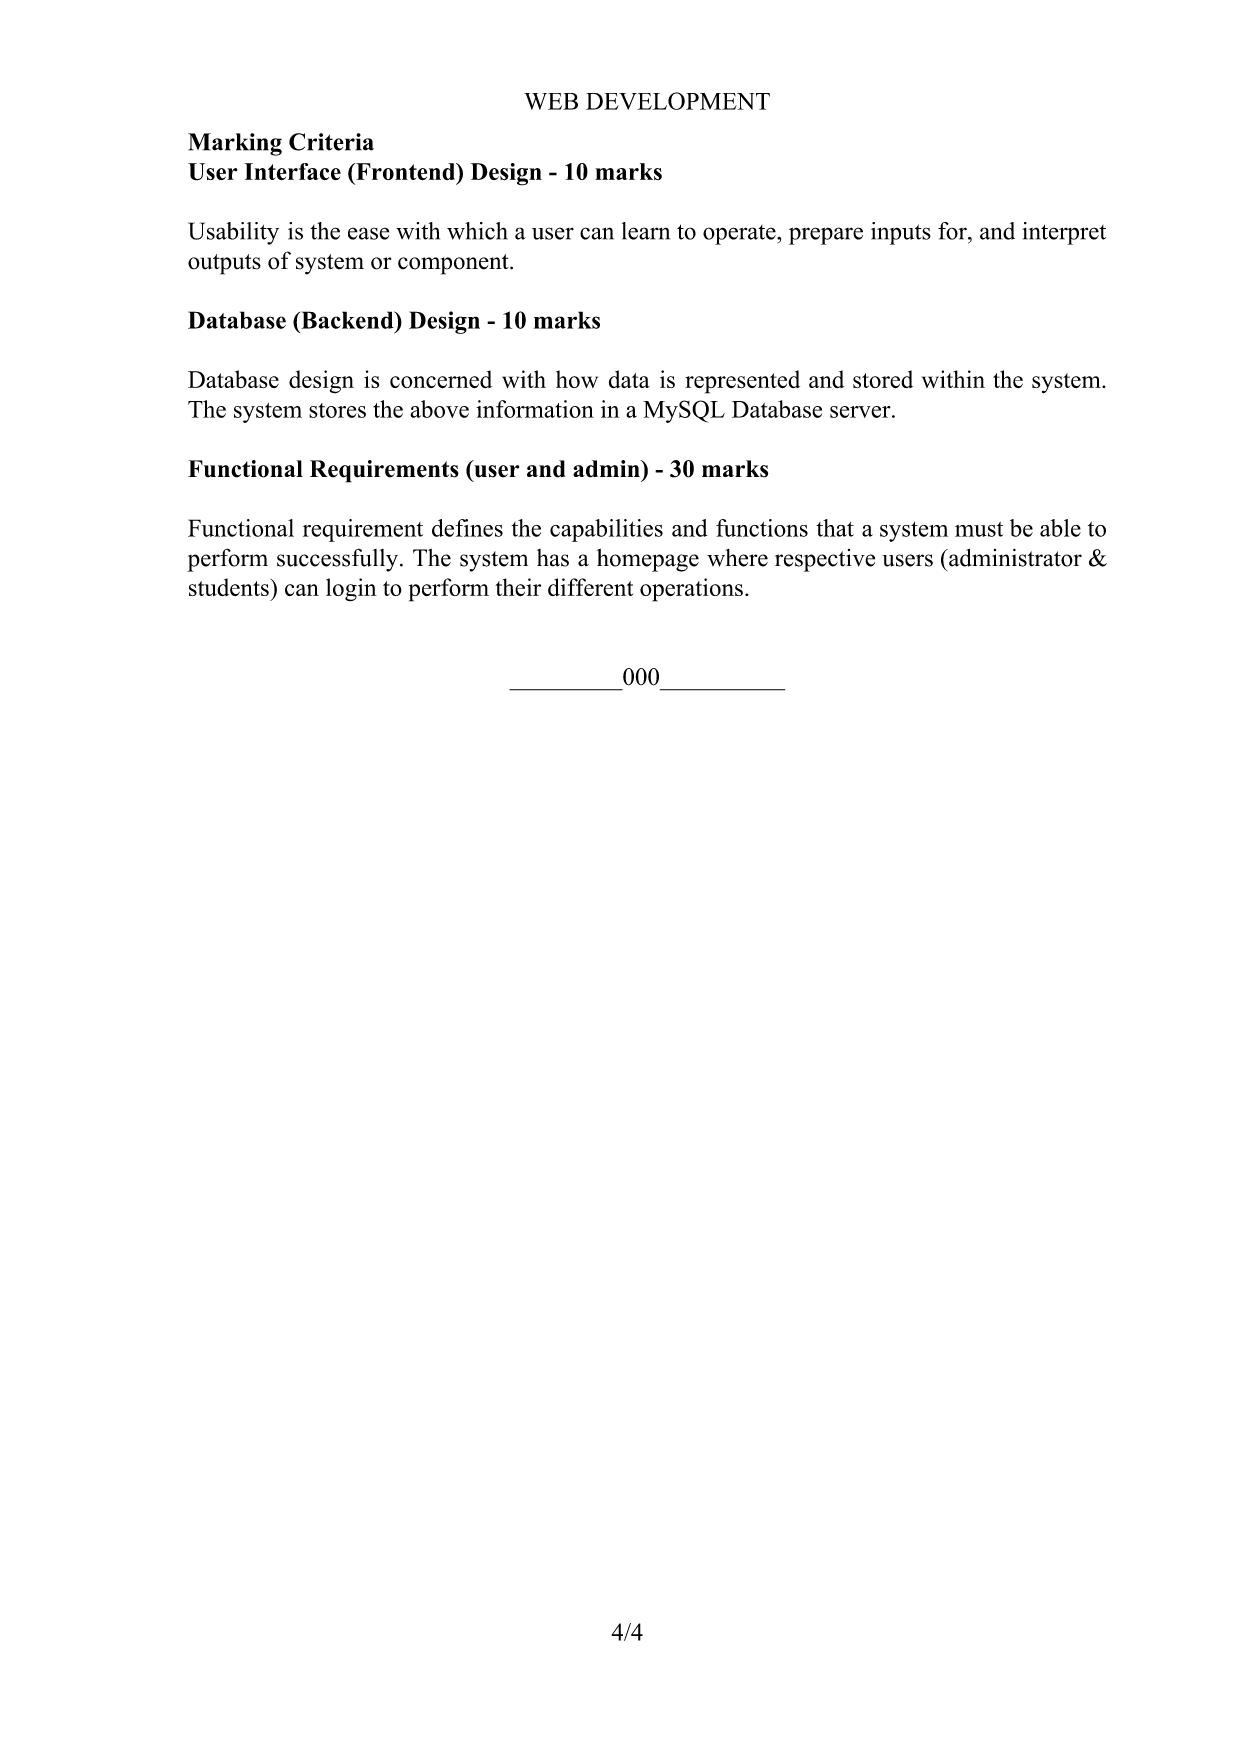 WEB DEVELOPMENT
Marking Criteria
User Interface (Frontend) Design - 10 marks
Usability is the ease with which a user can learn to operate, prepare inputs for, and interpret
outputs of system or component.
Database (Backend) Design - 10 marks
Database design is concerned with how data is represented and stored within the system.
The system stores the above information in a MySQL Database server.
Functional Requirements (user and admin) - 30 marks
Functional requirement defines the capabilities and functions that a system must be able to
perform successfully. The system has a homepage where respective users (administrator &
students) can login to perform their different operations.
_________000__________
4/4